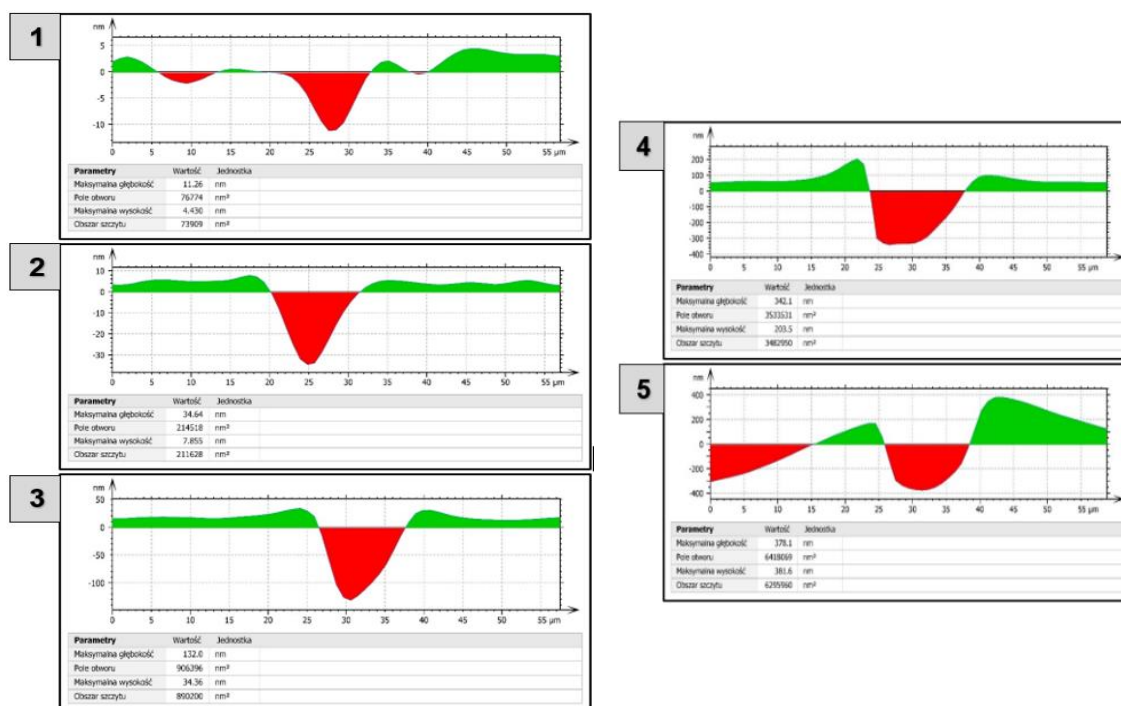 1
nm
5
0
-5
-10
0 5 10 15 20 25 30 35 40 45 50 55 µm
Parametry Wartość Jednostka
Maksymalna głębokość 11.26 nm
Pole otworu 76774 nm²
Maksymalna wysokość 4.430 nm
Obszar szczytu 73909 nm²
2
nm
10
0
-10
-20
-30
0 5 10 15 20 25 30 35 40 45 50 55 µm
Parametry Wartość Jednostka
Maksymalna głębokość 34.64 nm
Pole otworu 214518 nm²
Maksymalna wysokość 7.855 nm
Obszar szczytu 211628 nm²
3
nm
50
0
-50
-100
0 5 10 15 20 25 30 35 40 45 50 55 µm
Parametry Wartość Jednostka
Maksymalna głębokość 132.0 nm
Pole otworu 906396 nm²
Maksymalna wysokość 34.36 nm
Obszar szczytu 890200 nm²
4
nm
200
100
0
-100
-200
-300
-400
0 5 10 15 20 25 30 35 40 45 50 55 µm
Parametry Wartość Jednostka
Maksymalna głębokość 342.1 nm
Pole otworu nm²
Maksymalna wysokość 203.5 nm
Obszar szczytu 3482950 nm²
5
nm
400
200
0
-200
-400
0 5 10 15 20 25 30 35 40 45 50 55 µm
Parametry Wartość Jednostka
Maksymalna głębokość 378.1 nm
Pole otworu 6418069 nm²
Maksymalna wysokość 381.6 nm
Obszar szczytu 6295960 nm²